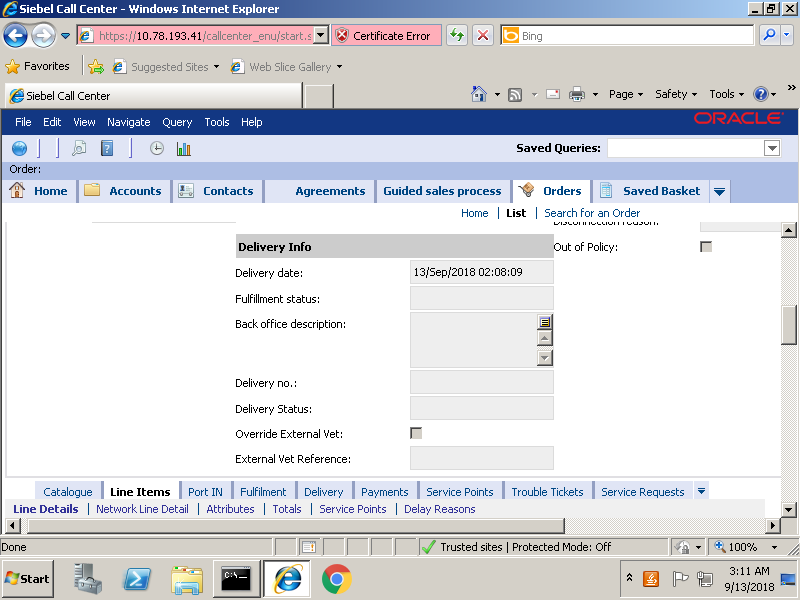 Siebel Call Center - Windows Internet Explorer
https://10.78.193.41/callcenter_enu/start.s
Certificate Error
Bing
Favorites
Suggested Sites
Web Slice Gallery
Siebel Call Center
Page
Safety
Tools
»
File Edit View Navigate Query Tools Help
ORACLE
Saved Queries:
Order:
Home Accounts Contacts Agreements Guided sales process Orders Saved Basket
Home | List | Search for an Order
Disconnection reason:
Delivery Info
Out of Policy:
Delivery date: 13/Sep/2018 02:08:09
Fulfillment status:
Back office description:
Delivery no.:
Delivery Status:
Override External Vet:
External Vet Reference:
Catalogue Line Items Port IN Fulfilment Delivery Payments Service Points Trouble Tickets Service Requests
Line Details | Network Line Detail | Attributes | Totals | Service Points | Delay Reasons
Done
Trusted sites | Protected Mode: Off
100%
Start
3:11 AM
9/13/2018